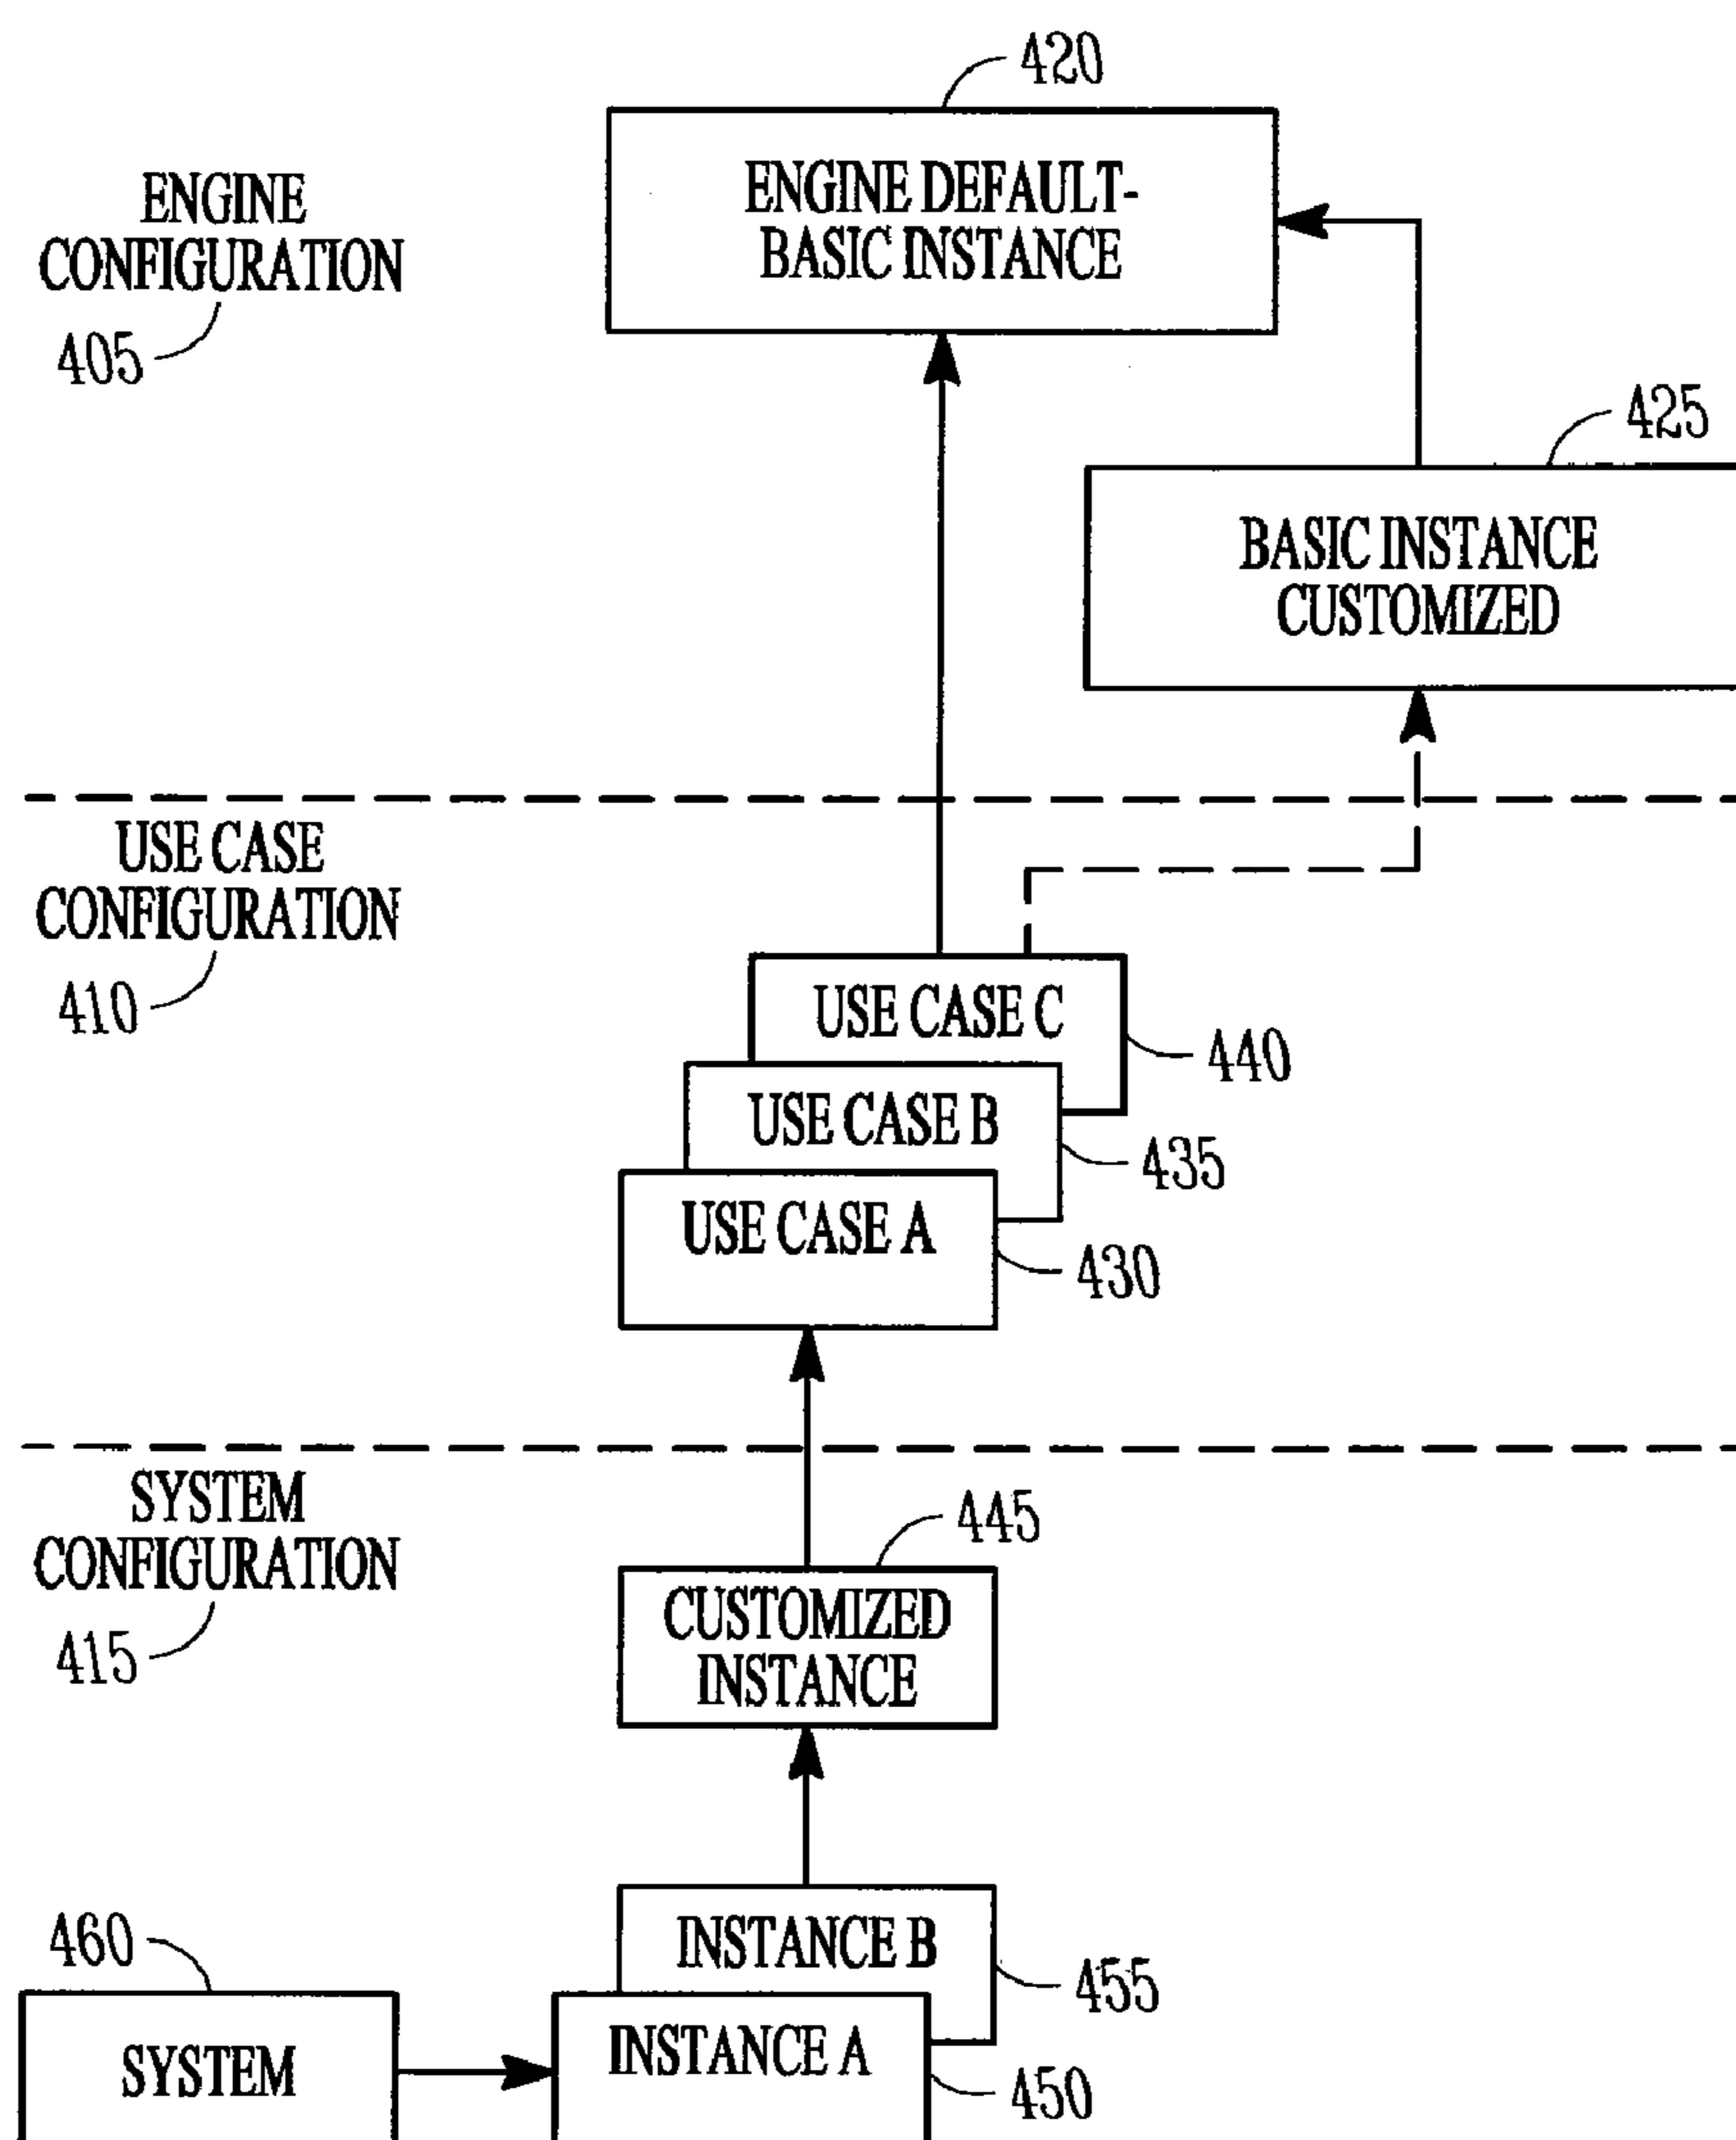 420
ENGINE
CONFIGURATION
405
ENGINE DEFAULT-
BASIC INSTANCE
425
BASIC INSTANCE
CUSTOMIZED
USE CASE
CONFIGURATION
410
USE CASE C
440
USE CASE B
435
USE CASE A
430
SYSTEM
CONFIGURATION
415
445
CUSTOMIZED
INSTANCE
460
INSTANCE B
455
SYSTEM
INSTANCE A
450